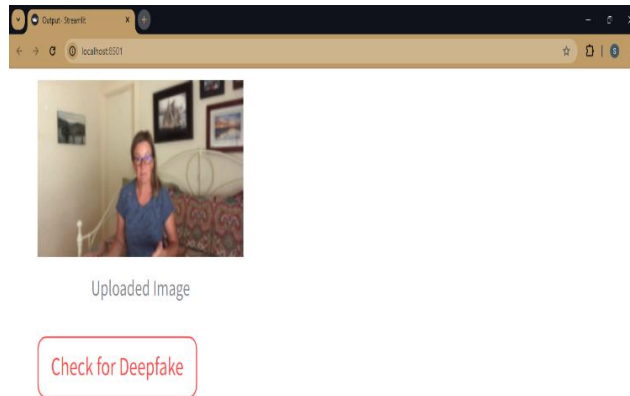 Output · Streamlit
localhost:8501
Uploaded Image
Check for Deepfake